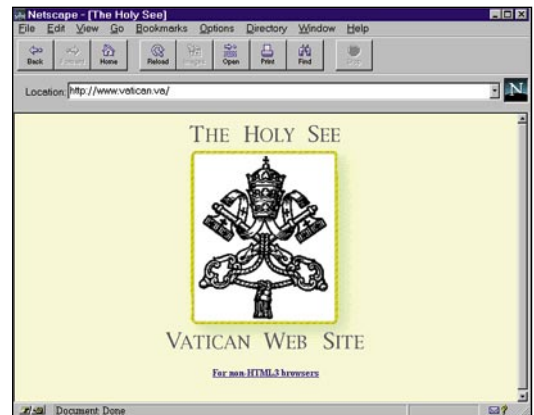 Netscape - [The Holy See]
File Edit View Go Bookmarks Options Directory Window Help
Back Forward Home Reload Images Open Print Find Stop
Location: http://www.vatican.va/
N
THE HOLY SEE
VATICAN WEB SITE
For non-HTML3 browsers
Document: Done